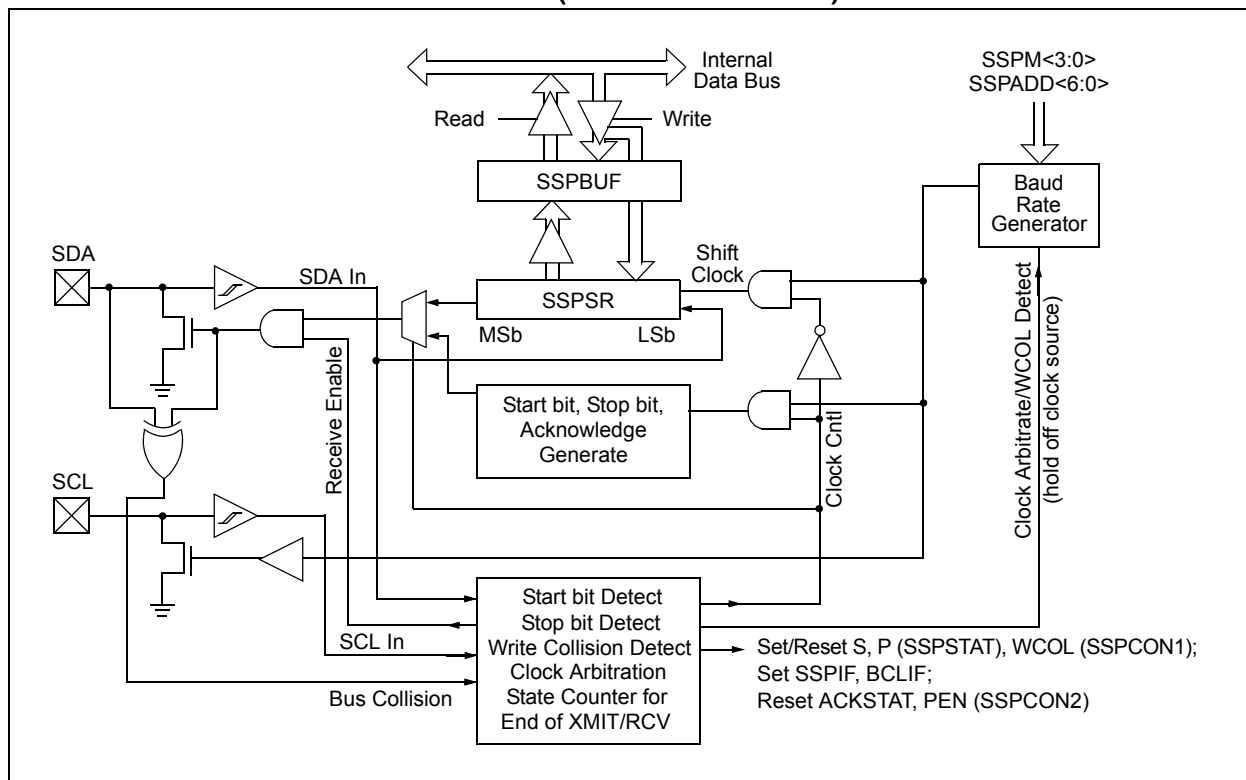 Internal
Data Bus
SSPM<3:0>
SSPADD<6:0>
Read
Write
SSPBUF
Baud
Rate
Generator
SDA
SDA In
Shift
Clock
SSPSR
MSb
LSb
Clock Arbitrate/WCOL Detect
(hold off clock source)
Receive Enable
Start bit, Stop bit,
Acknowledge
Generate
Clock Cntl
SCL
SCL In
Bus Collision
Start bit Detect
Stop bit Detect
Write Collision Detect
Clock Arbitration
State Counter for
End of XMIT/RCV
Set/Reset S, P (SSPSTAT), WCOL (SSPCON1);
Set SSPIF, BCLIF;
Reset ACKSTAT, PEN (SSPCON2)